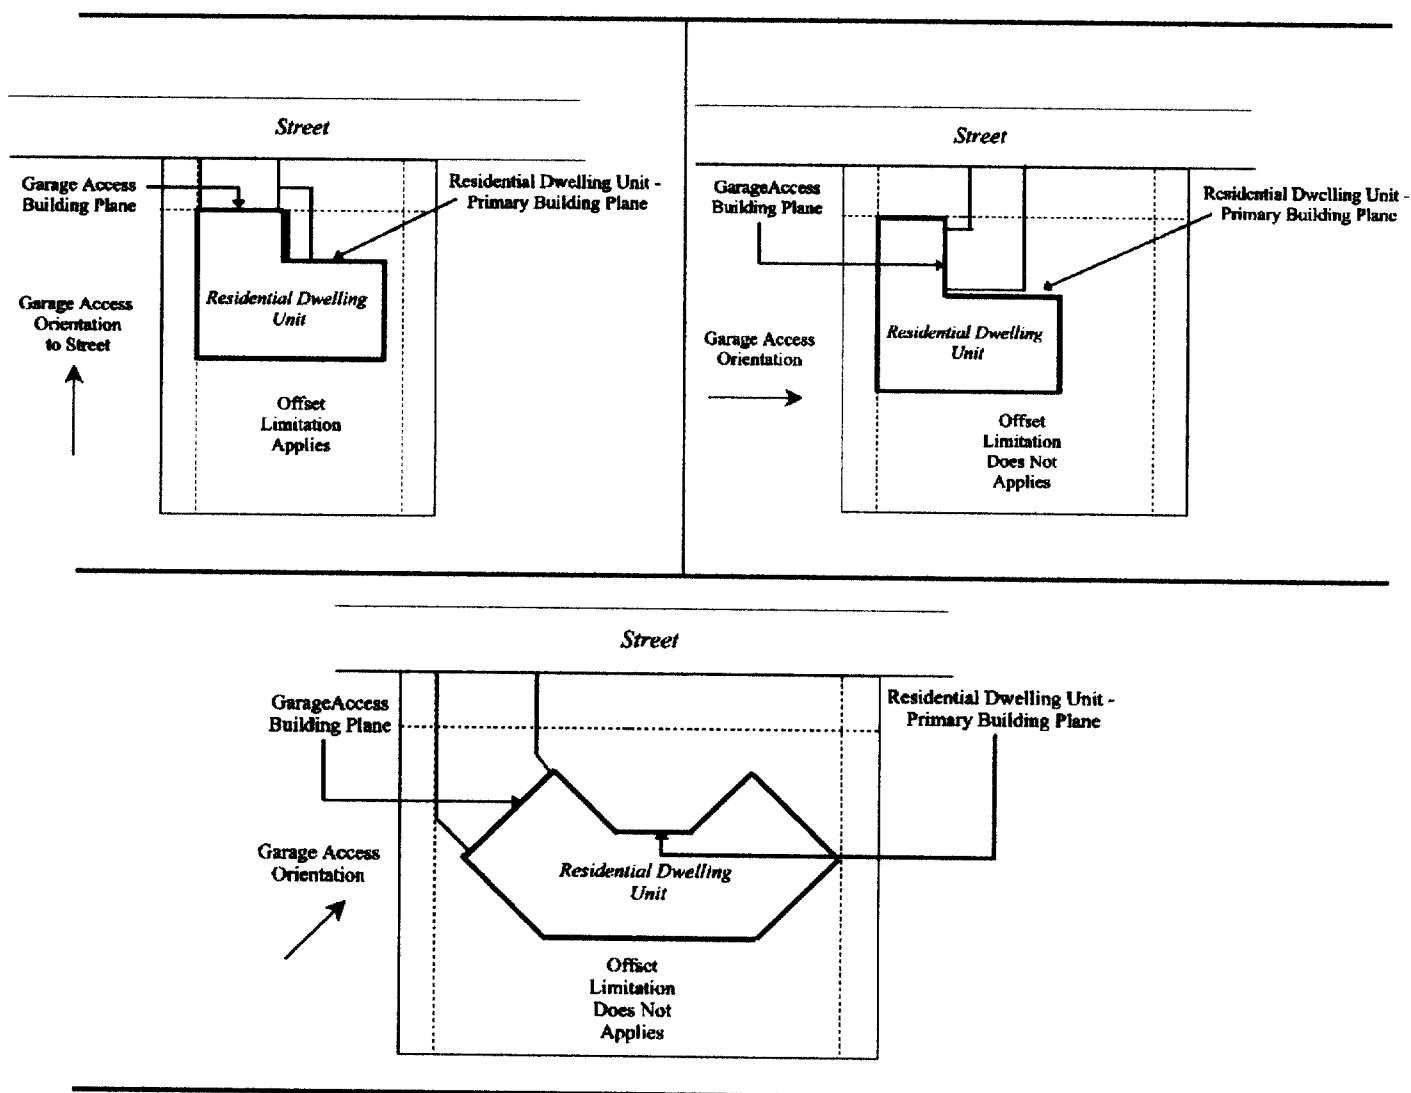 Street
Garage Access
Building Plane
Residential Dwelling Unit -
Primary Building Plane
Residential Dwelling
Unit
Garage Access
Orientation
to Street
Offset
Limitation
Applies
Street
GarageAccess
Building Plane
Residential Dwelling Unit -
Primary Building Plane
Residential Dwelling
Unit
Garage Access
Orientation
Offset
Limitation
Does Not
Applies
Street
GarageAccess
Building Plane
Residential Dwelling Unit -
Primary Building Plane
Garage Access
Orientation
Residential Dwelling
Unit
Offset
Limitation
Does Not
Applies